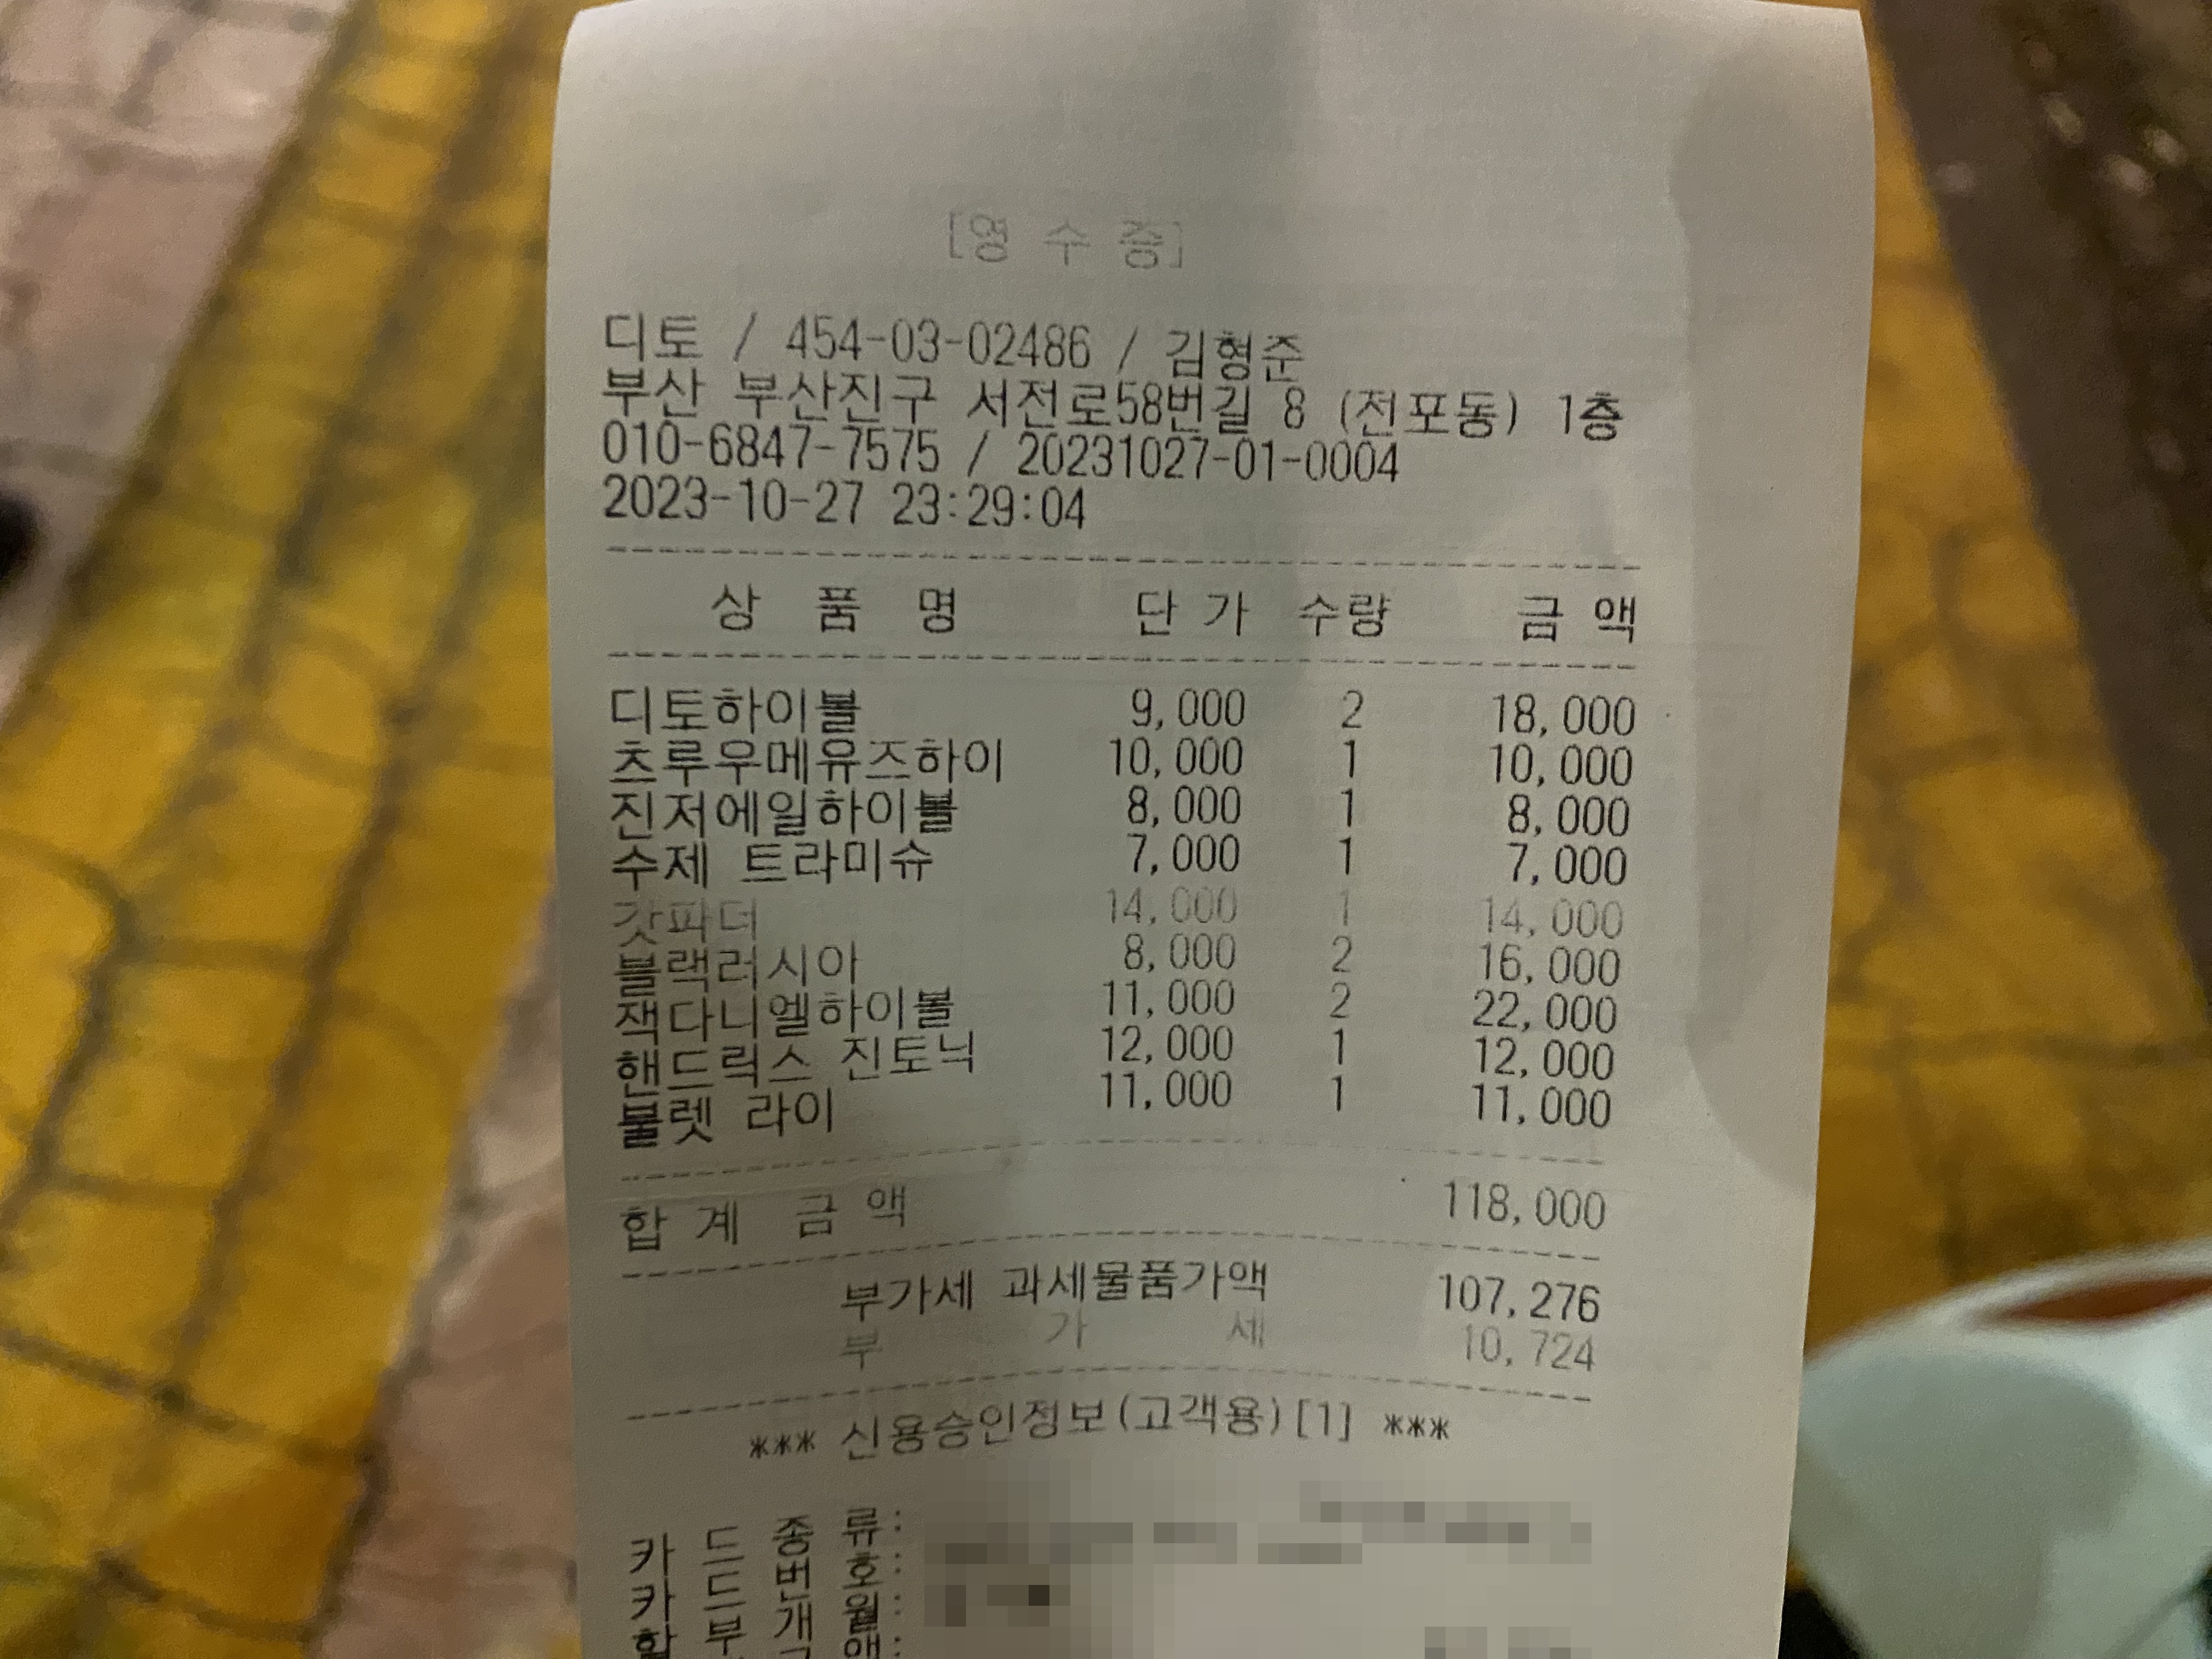 [영 수 증]
디토 / 454-03-02486 / 김형준
부산 부산진구 서전로58번길 8 (전포동) 1층
010-6847-7575 / 20231027-01-0004
2023-10-27 23:29:04
상 품 명 단 가 수량 금 액
디토하이볼 9,000 2 18,000
츠루우메유즈하이 10,000 1 10,000
진저에일하이볼 8,000 1 8,000
수제 트라미슈 7,000 1 7,000
갓파더 14,000 1 14,000
블랙러시아 8,000 2 16,000
잭다니엘하이볼 11,000 2 22,000
핸드릭스 진토닉 12,000 1 12,000
불렛 라이 11,000 1 11,000
합 계 금 액 118,000
부가세 과세물품가액 107,276
부 가 세 10,724
*** 신용승인정보(고객용)[1] ***
카 드 종 류:
카 드 번 호:
할 부 개 월: